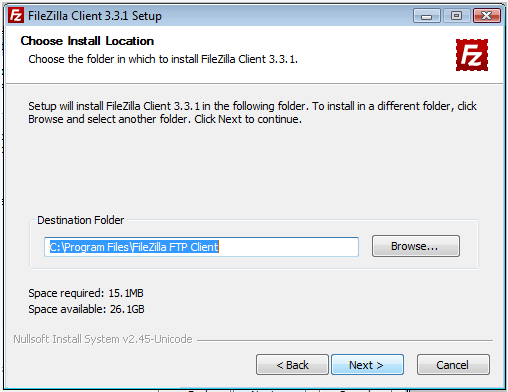 FileZilla Client 3.3.1 Setup
Choose Install Location
Choose the folder in which to install FileZilla Client 3.3.1.
Fz
Setup will install FileZilla Client 3.3.1 in the following folder. To install in a different folder, click
Browse and select another folder. Click Next to continue.
Destination Folder
C:\Program Files\FileZilla FTP Client
Browse...
Space required: 15.1MB
Space available: 26.1GB
Nullsoft Install System v2.45-Unicode
< Back
Next >
Cancel